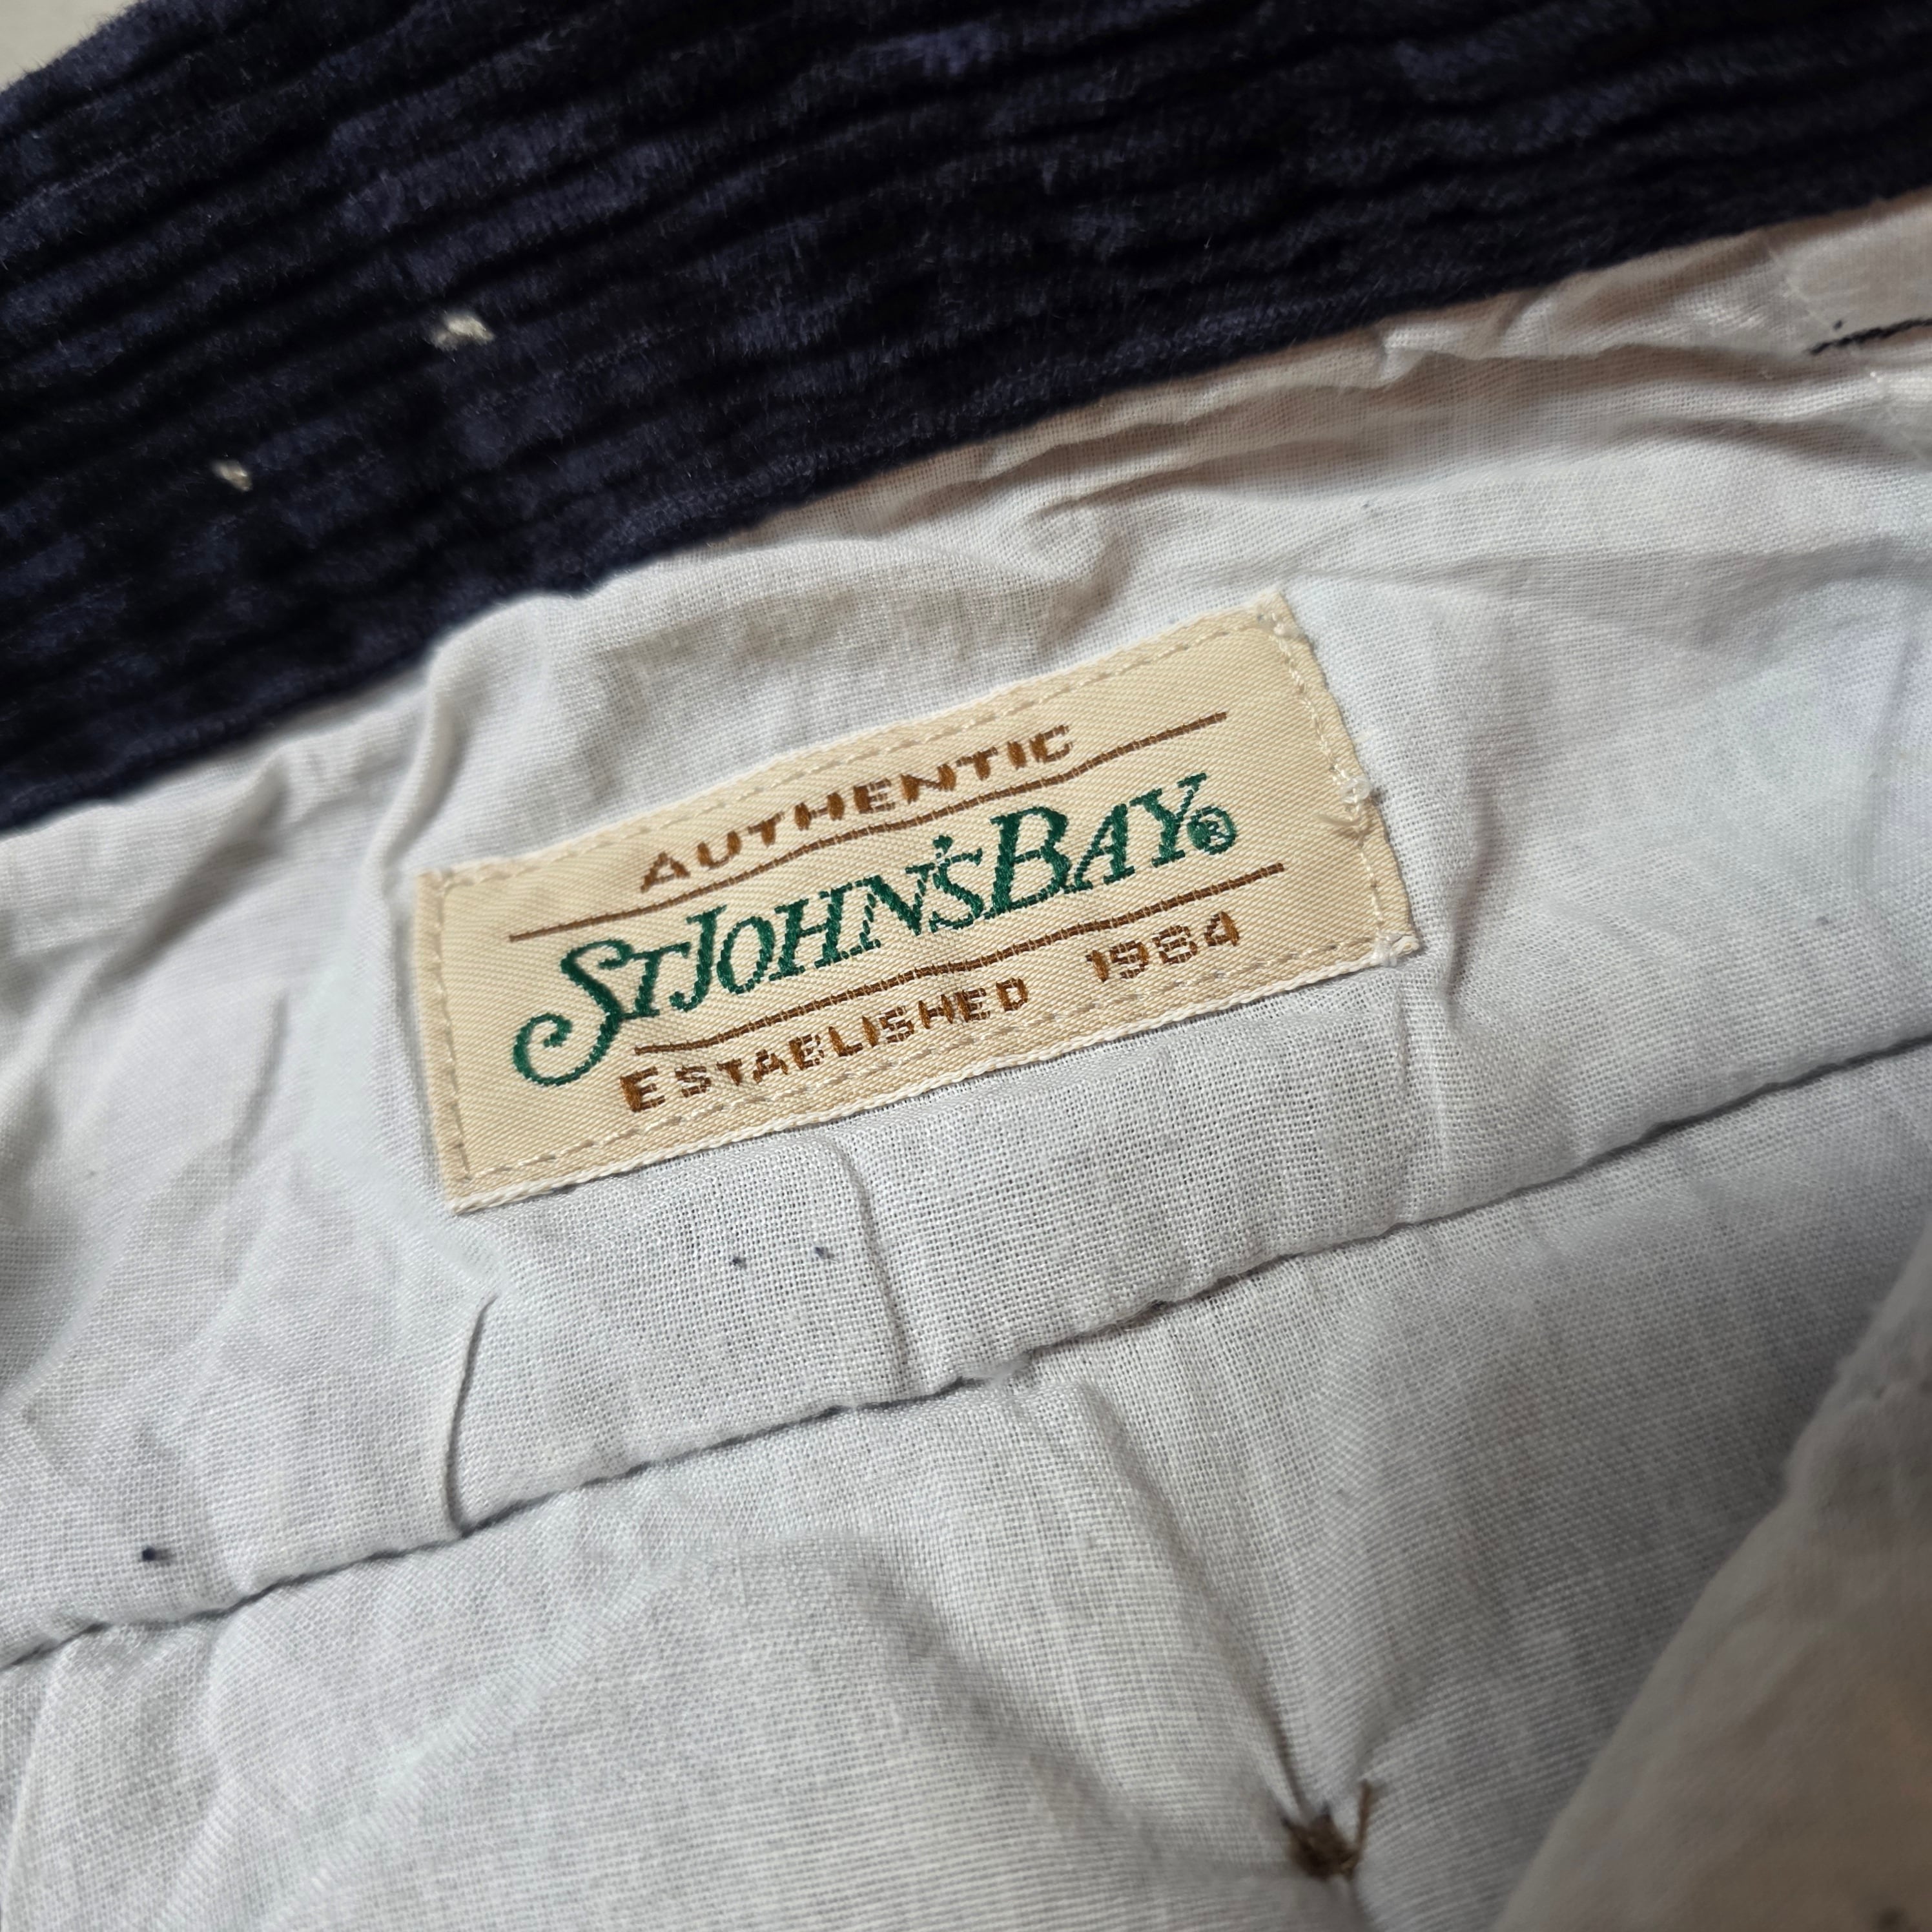 AUTHENTIC
ST JOHN'S BAY®
ESTABLISHED 1984